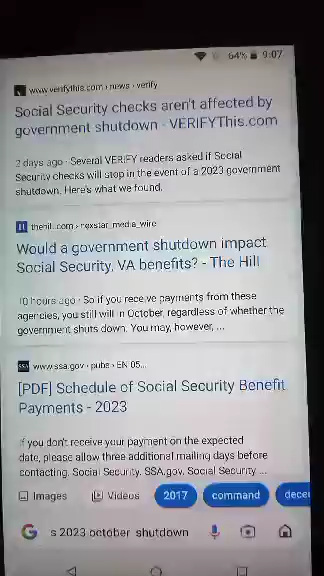 64% 9:07
www.verifythis.com › news › verify
Social Security checks aren't affected by
government shutdown - VERIFYThis.com
2 days ago · Several VERIFY readers asked if Social
Security checks will stop in the event of a 2023 government
shutdown. Here's what we found.
thehill.com › nexstar_media_wire
Would a government shutdown impact
Social Security, VA benefits? - The Hill
10 hours ago · So if you receive payments from these
agencies, you still will in October, regardless of whether the
government shuts down. You may, however, ...
www.ssa.gov › pubs › EN-05...
[PDF] Schedule of Social Security Benefit
Payments - 2023
If you don't receive your payment on the expected
date, please allow three additional mailing days before
contacting. Social Security. SSA.gov. Social Security ...
Images Videos 2017 command decer
s 2023 october shutdown